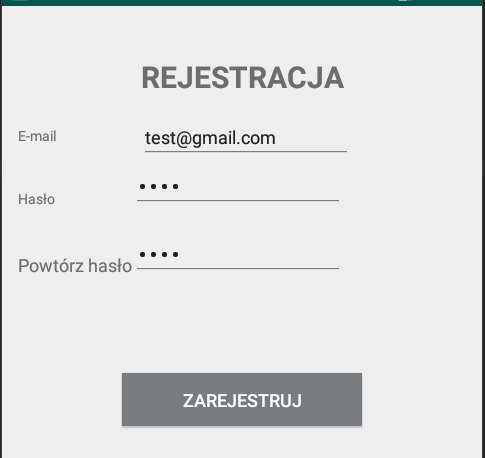 REJESTRACJA
E-mail test@gmail.com
Hasło ••••
Powtórz hasło ••••
ZAREJESTRUJ